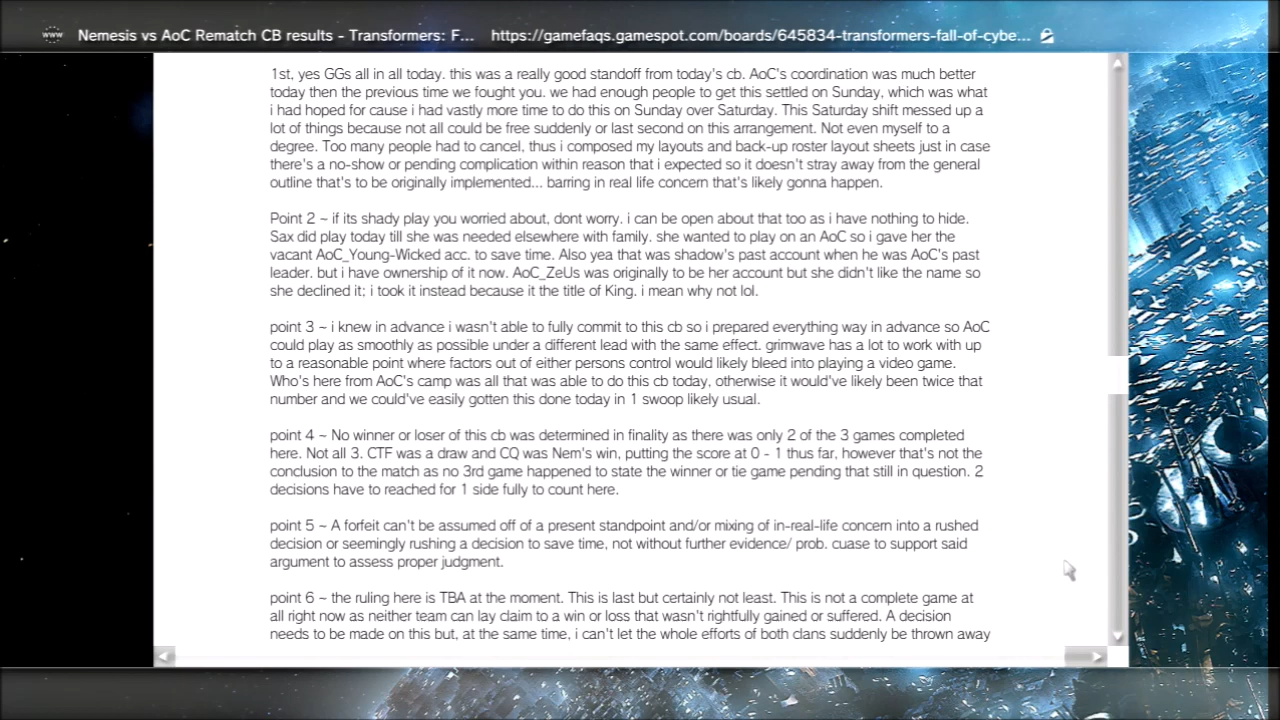 Nemesis vs AoC Rematch CB results - Transformers: F... https://gamefaqs.gamespot.com/boards/645834-transformers-fall-of-cybe...
1st, yes GGs all in all today. this was a really good standoff from today's cb. AoC's coordination was much better
today then the previous time we fought you. we had enough people to get this settled on Sunday, which was what
i had hoped for cause i had vastly more time to do this on Sunday over Saturday. This Saturday shift messed up a
lot of things because not all could be free suddenly or last second on this arrangement. Not even myself to a
degree. Too many people had to cancel, thus i composed my layouts and back-up roster layout sheets just in case
there's a no-show or pending complication within reason that i expected so it doesn't stray away from the general
outline that's to be originally implemented... barring in real life concern that's likely gonna happen.
Point 2 ~ if its shady play you worried about, dont worry. i can be open about that too as i have nothing to hide.
Sax did play today till she was needed elsewhere with family. she wanted to play on an AoC so i gave her the
vacant AoC_Young-Wicked acc. to save time. Also yea that was shadow's past account when he was AoC's past
leader. but i have ownership of it now. AoC_ZeUs was originally to be her account but she didn't like the name so
she declined it; i took it instead because it the title of King. i mean why not lol.
point 3 ~ i knew in advance i wasn't able to fully commit to this cb so i prepared everything way in advance so AoC
could play as smoothly as possible under a different lead with the same effect. grimwave has a lot to work with up
to a reasonable point where factors out of either persons control would likely bleed into playing a video game.
Who's here from AoC's camp was all that was able to do this cb today, otherwise it would've likely been twice that
number and we could've easily gotten this done today in 1 swoop likely usual.
point 4 ~ No winner or loser of this cb was determined in finality as there was only 2 of the 3 games completed
here. Not all 3. CTF was a draw and CQ was Nem's win, putting the score at 0 - 1 thus far, however that's not the
conclusion to the match as no 3rd game happened to state the winner or tie game pending that still in question. 2
decisions have to reached for 1 side fully to count here.
point 5 ~ A forfeit can't be assumed off of a present standpoint and/or mixing of in-real-life concern into a rushed
decision or seemingly rushing a decision to save time, not without further evidence/ prob. cuase to support said
argument to assess proper judgment.
point 6 ~ the ruling here is TBA at the moment. This is last but certainly not least. This is not a complete game at
all right now as neither team can lay claim to a win or loss that wasn't rightfully gained or suffered. A decision
needs to be made on this but, at the same time, i can't let the whole efforts of both clans suddenly be thrown away